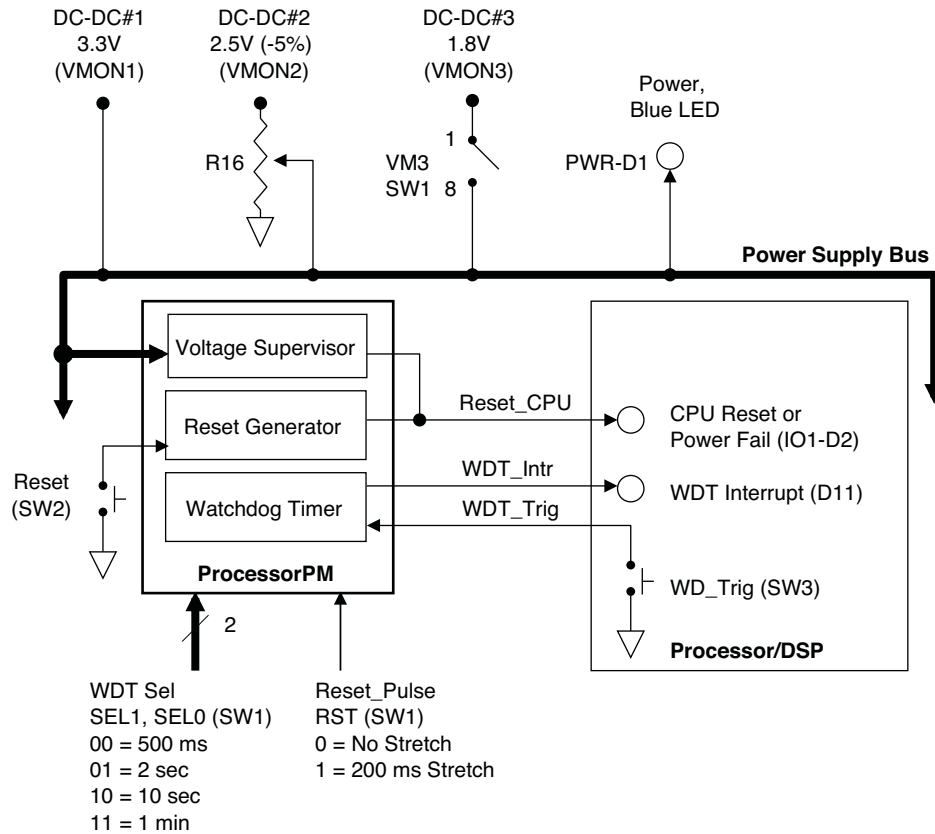 DC-DC#1
3.3V
(VMON1)
DC-DC#2
2.5V (-5%)
(VMON2)
DC-DC#3
1.8V
(VMON3)
Power,
Blue LED
R16
1
VM3
SW1 8
PWR-D1
Power Supply Bus
Voltage Supervisor
Reset Generator
Watchdog Timer
ProcessorPM
Reset
(SW2)
Reset_CPU
WDT_Intr
WDT_Trig
CPU Reset or
Power Fail (IO1-D2)
WDT Interrupt (D11)
WD_Trig (SW3)
Processor/DSP
2
WDT Sel
SEL1, SEL0 (SW1)
00 = 500 ms
01 = 2 sec
10 = 10 sec
11 = 1 min
Reset_Pulse
RST (SW1)
0 = No Stretch
1 = 200 ms Stretch